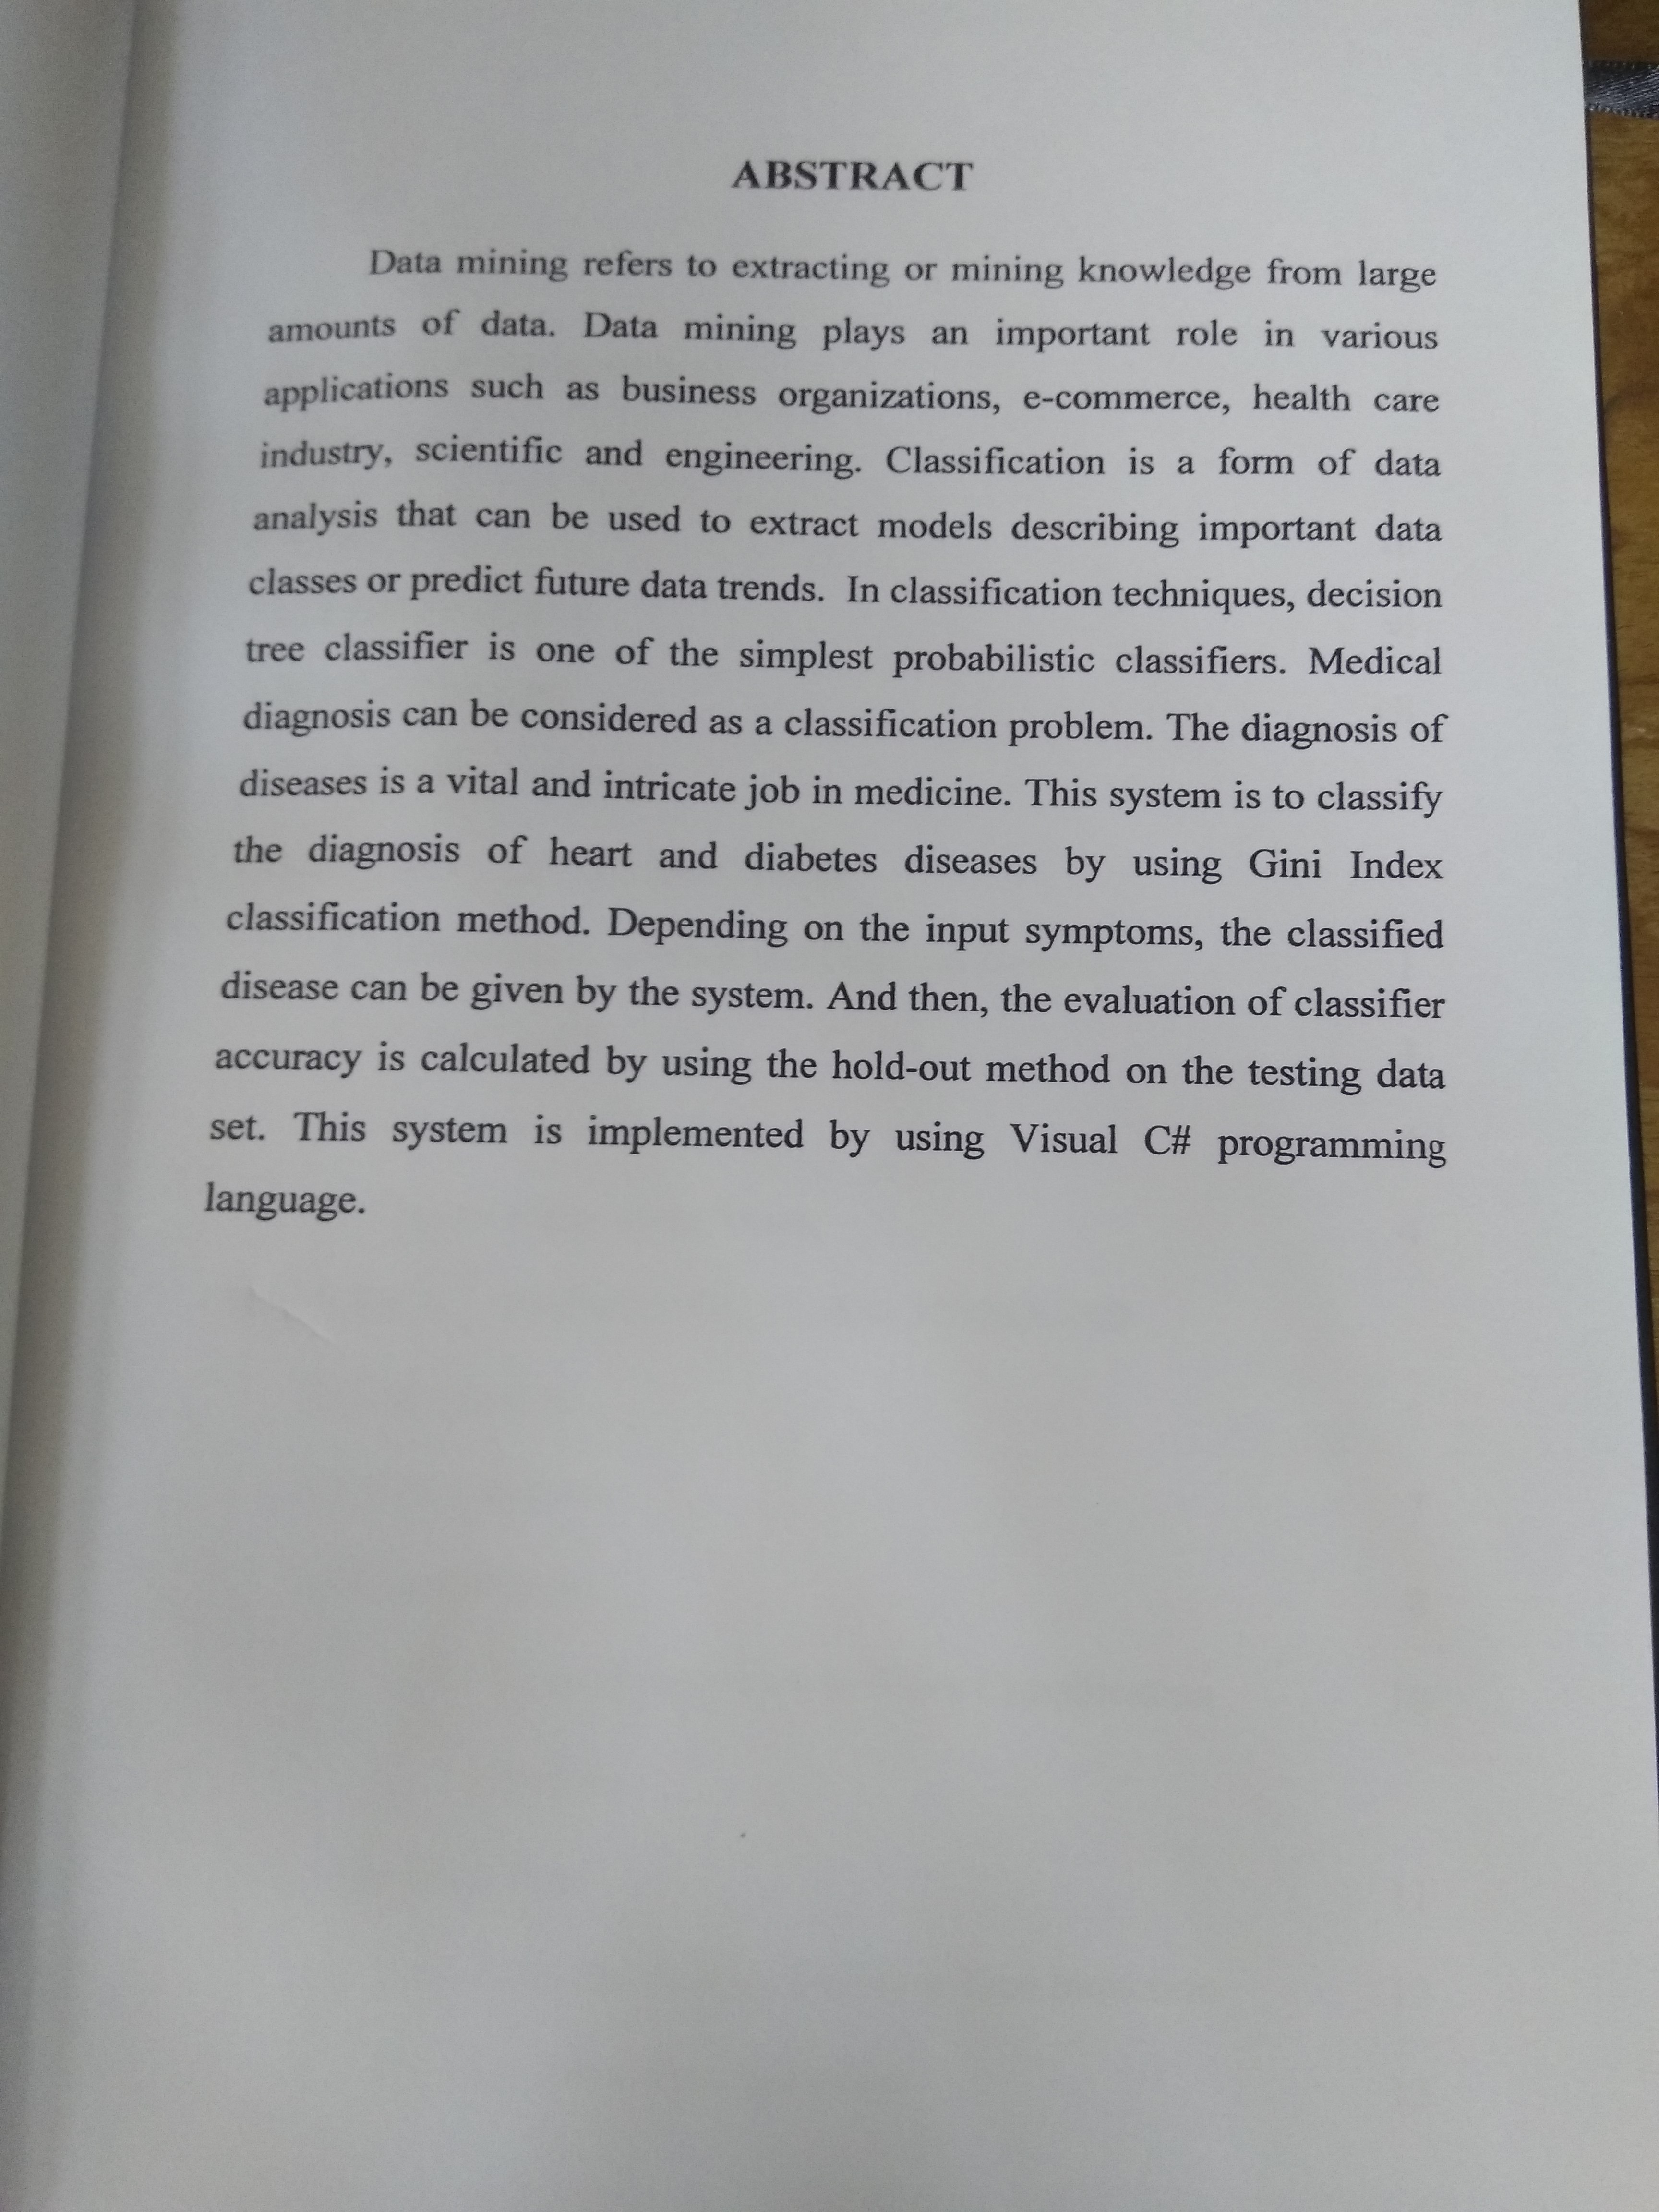 ABSTRACT
Data mining refers to extracting or mining knowledge from large
amounts of data. Data mining plays an important role in various
applications such as business organizations, e-commerce, health care
industry, scientific and engineering. Classification is a form of data
analysis that can be used to extract models describing important data
classes or predict future data trends. In classification techniques, decision
tree classifier is one of the simplest probabilistic classifiers. Medical
diagnosis can be considered as a classification problem. The diagnosis of
diseases is a vital and intricate job in medicine. This system is to classify
the diagnosis of heart and diabetes diseases by using Gini Index
classification method. Depending on the input symptoms, the classified
disease can be given by the system. And then, the evaluation of classifier
accuracy is calculated by using the hold-out method on the testing data
set. This system is implemented by using Visual C# programming
language.